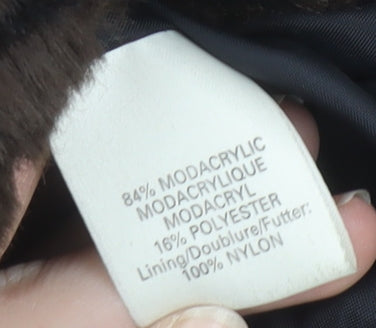 84% MODACRYLIC
MODACRYLIQUE
MODACRYL
16% POLYESTER
Lining/Doublure/Futter:
100% NYLON